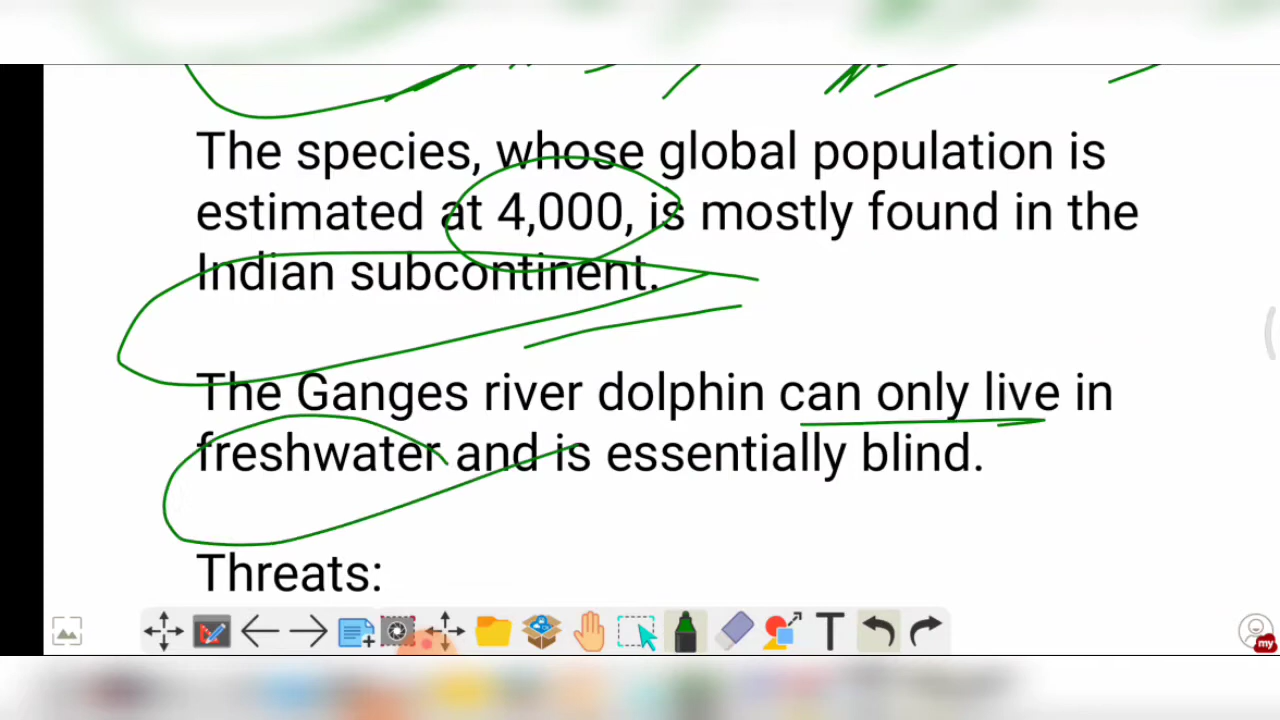 The species, whose global population is
estimated at 4,000, is mostly found in the
Indian subcontinent.
The Ganges river dolphin can only live in
freshwater and is essentially blind.
Threats:
T
my